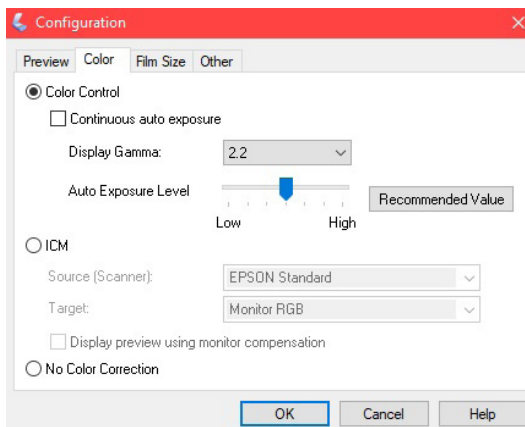 Configuration
Preview Color Film Size Other
Color Control
Continuous auto exposure
Display Gamma: 2.2
Auto Exposure Level
Recommended Value
Low High
ICM
Source (Scanner): EPSON Standard
Target: Monitor RGB
Display preview using monitor compensation
No Color Correction
OK Cancel Help